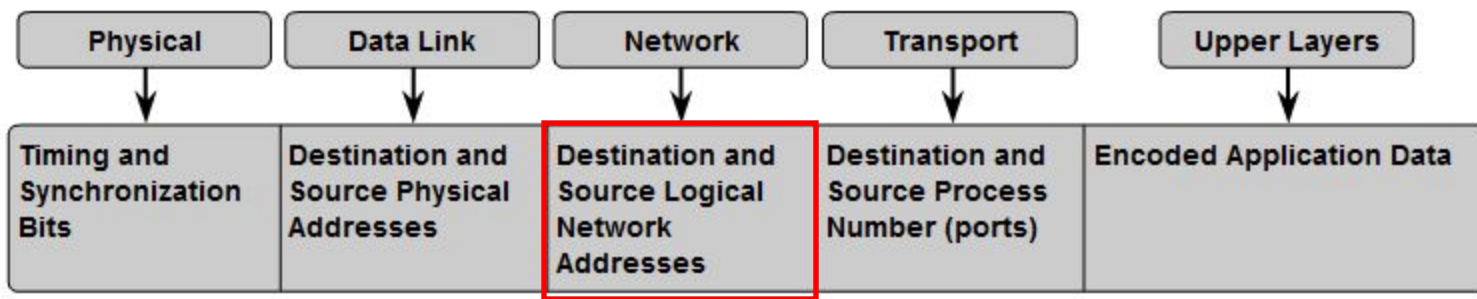 Physical
Data Link
Network
Transport
Upper Layers
Timing and
Synchronization
Bits
Destination and
Source Physical
Addresses
Destination and
Source Logical
Network
Addresses
Destination and
Source Process
Number (ports)
Encoded Application Data